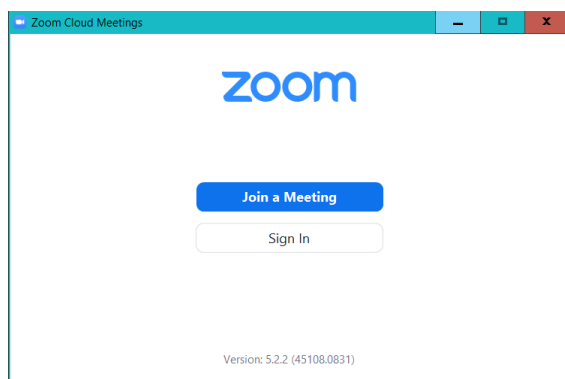 Zoom Cloud Meetings
zoom
Join a Meeting
Sign In
Version: 5.2.2 (45108.0831)